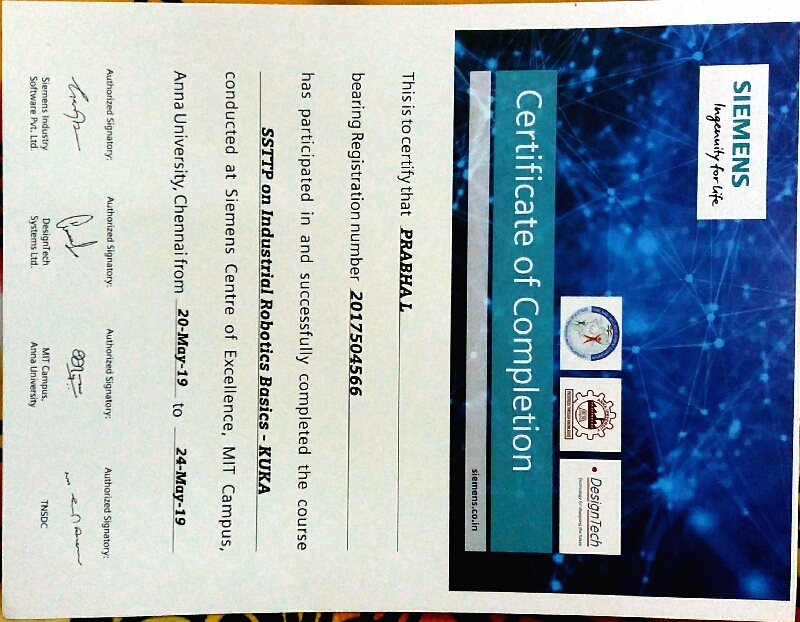 SIEMENS
Ingenuity for life
PROGRESS THROUGH KNOWLEDGE
DesignTech
Technology for designing the future
Certificate of Completion
siemens.co.in
This is to certify that PRABHA L
bearing Registration number 2017504566
has participated in and successfully completed the course
SSTTP on Industrial Robotics Basics - KUKA
conducted at Siemens Centre of Excellence, MIT Campus,
Anna University, Chennai from 20-May-19 to 24-May-19
Authorized Signatory: Authorized Signatory: Authorized Signatory: Authorized Signatory:
Siemens Industry DesignTech MIT Campus, TNSDC
Software Pvt. Ltd. Systems Ltd. Anna University